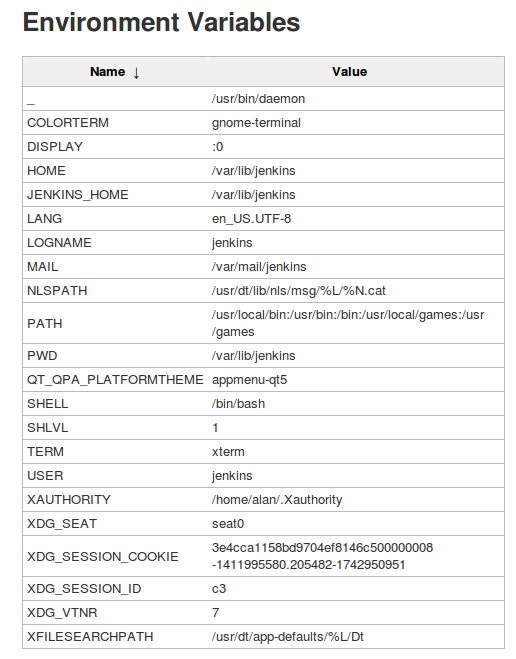 Environment Variables
Name ↓ Value
_ /usr/bin/daemon
COLORTERM gnome-terminal
DISPLAY :0
HOME /var/lib/jenkins
JENKINS_HOME /var/lib/jenkins
LANG en_US.UTF-8
LOGNAME jenkins
MAIL /var/mail/jenkins
NLSPATH /usr/dt/lib/nls/msg/%L/%N.cat
PATH /usr/local/bin:/usr/bin:/bin:/usr/local/games:/usr
/games
PWD /var/lib/jenkins
QT_QPA_PLATFORMTHEME appmenu-qt5
SHELL /bin/bash
SHLVL 1
TERM xterm
USER jenkins
XAUTHORITY /home/alan/.Xauthority
XDG_SEAT seat0
XDG_SESSION_COOKIE 3e4cca1158bd9704ef8146c500000008
-1411995580.205482-1742950951
XDG_SESSION_ID c3
XDG_VTNR 7
XFILESEARCHPATH /usr/dt/app-defaults/%L/Dt